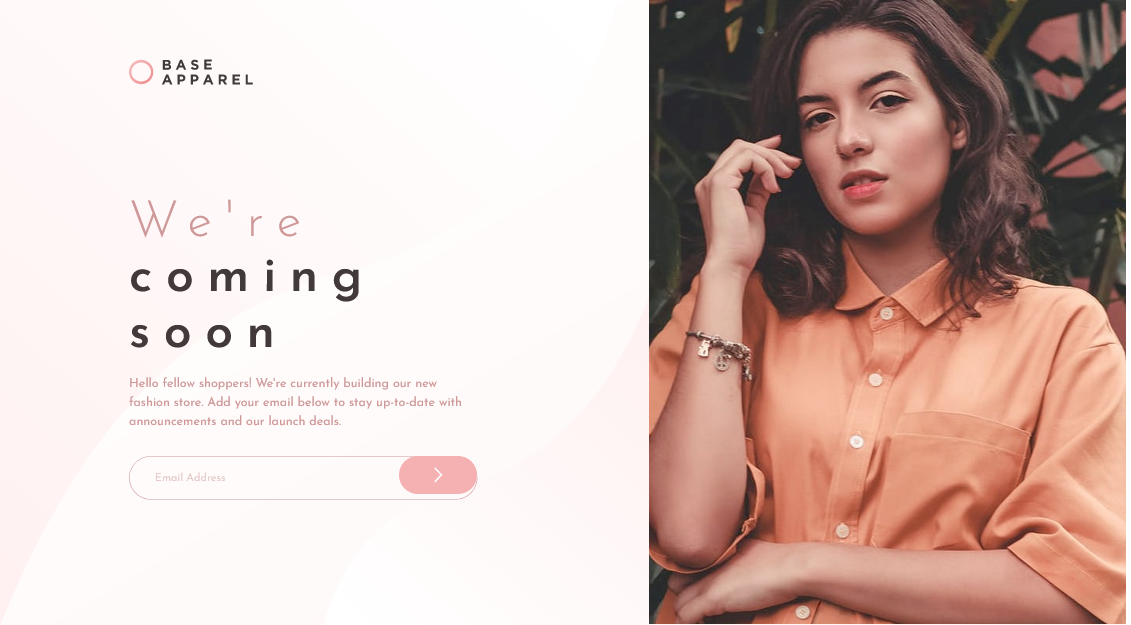 BASE
APPAREL
We're
coming
soon
Hello fellow shoppers! We're currently building our new
fashion store. Add your email below to stay up-to-date with
announcements and our launch deals.
Email Address